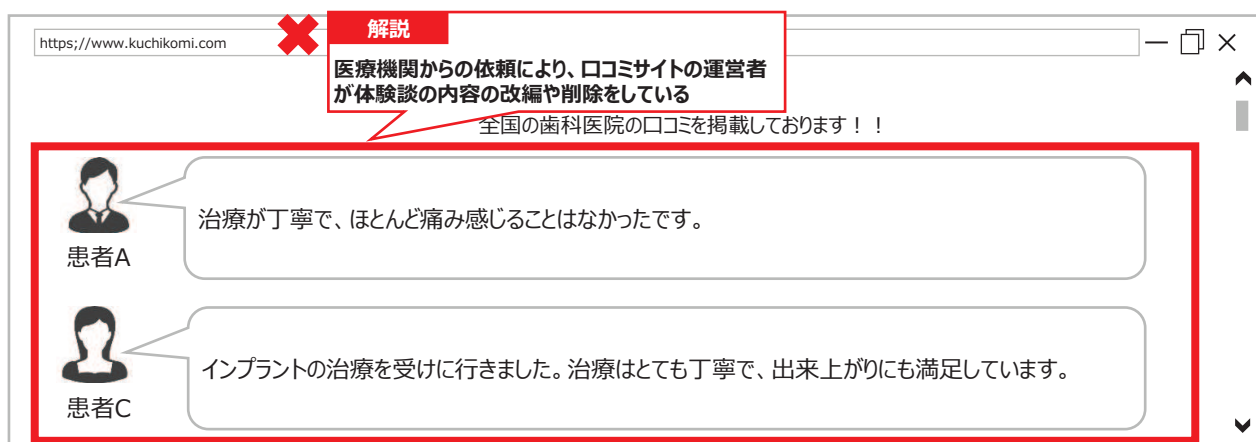 https;//www.kuchikomi.com
解説
医療機関からの依頼により、口コミサイトの運営者
が体験談の内容の改編や削除をしている
全国の歯科医院の口コミを掲載しております！！
治療が丁寧で、ほとんど痛み感じることはなかったです。
患者A
インプラントの治療を受けに行きました。治療はとても丁寧で、出来上がりにも満足しています。
患者C